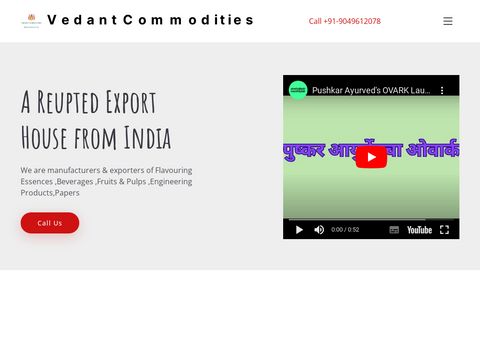 Vedant Commodities
Call +91-9049612078
A Reupted Export
House from India
We are manufacturers & exporters of Flavouring
Essences ,Beverages ,Fruits & Pulps ,Engineering
Products,Papers
Call Us
Pushkar Ayurved's OVARK Lau...
पुष्कर आयुर्वेदचा ओवार्क
0:00 / 0:52
YouTube